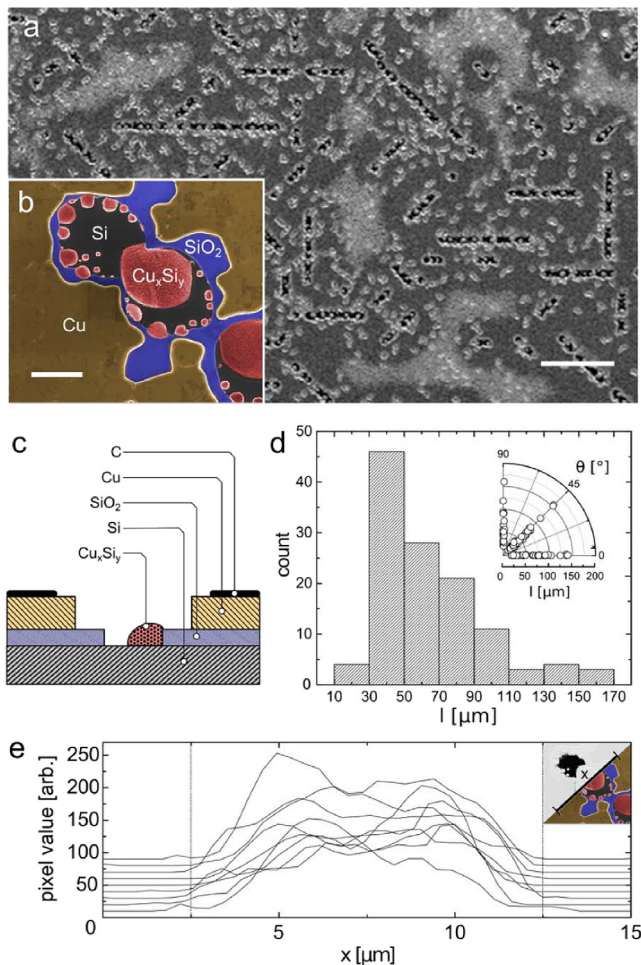 a
b
Si
SiO2
CuxSiy
Cu
c
C
Cu
SiO2
Si
CuxSiy
d
50
40
30
20
10
0
count
10 30 50 70 90 110 130 150 170
l [µm]
90
θ [°]
45
0
0 50 100 150 200
l [µm]
e
250
200
150
100
50
0
pixel value [arb.]
5 10 15
x [µm]
x